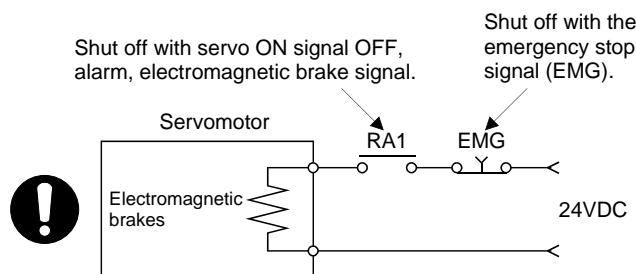 Shut off with servo ON signal OFF,
alarm, electromagnetic brake signal.
Shut off with the
emergency stop
signal (EMG).
Servomotor
RA1
EMG
Electromagnetic
brakes
24VDC